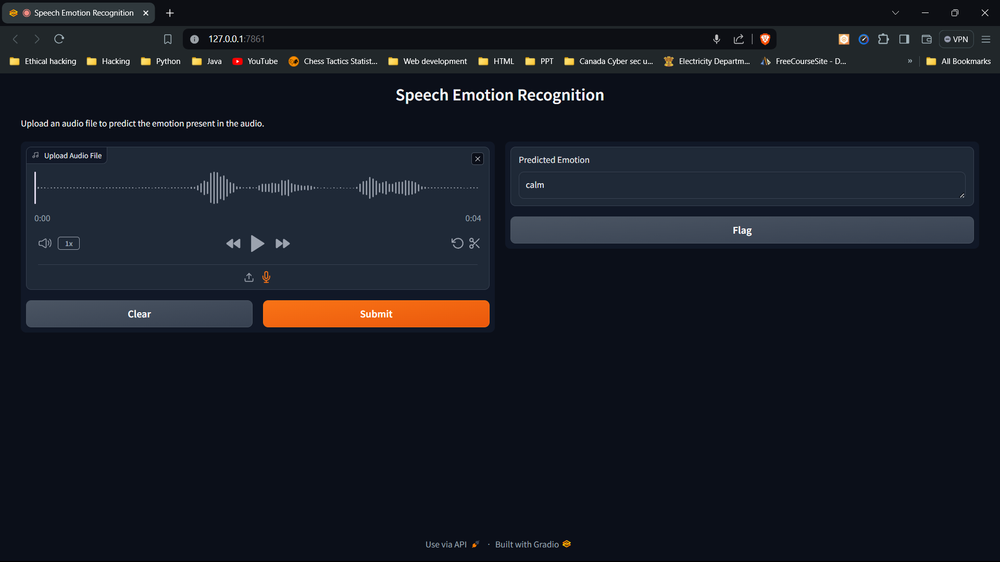 Speech Emotion Recognition
127.0.0.1:7861
VPN
Ethical hacking Hacking Python Java YouTube Chess Tactics Statist... Web development HTML PPT Canada Cyber sec u... Electricity Departm... FreeCourseSite - D... » All Bookmarks
Speech Emotion Recognition
Upload an audio file to predict the emotion present in the audio.
Upload Audio File
0:00 0:04
1x
Clear Submit
Predicted Emotion
calm
Flag
Use via API · Built with Gradio